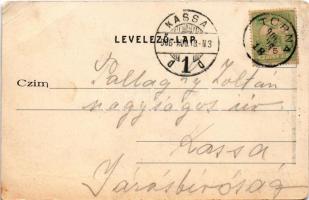 KASSA
LEVELEZŐ-LAP.
TORNA
1
Czim
Pallagy Zoltán
nagyságos úr
Kassa
Járásbíróság